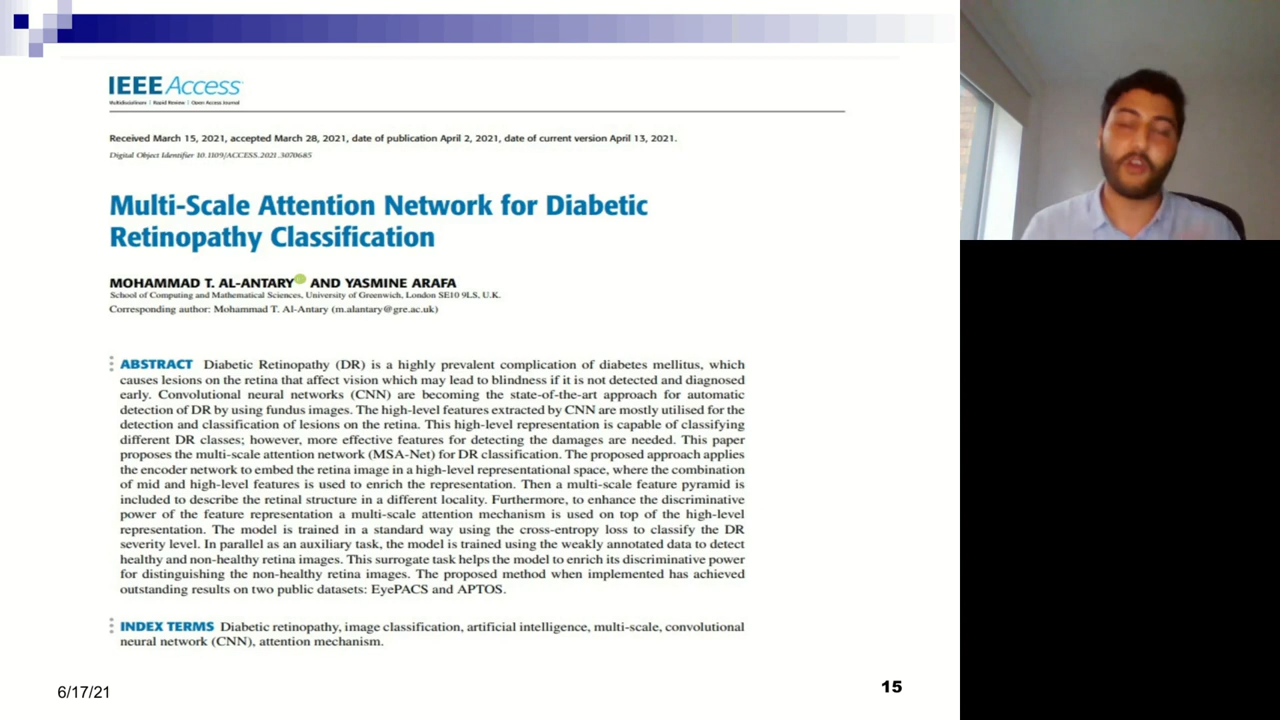 IEEE Access
Multidisciplinary | Rapid Review | Open Access Journal
Received March 15, 2021, accepted March 28, 2021, date of publication April 2, 2021, date of current version April 13, 2021.
Digital Object Identifier 10.1109/ACCESS.2021.3070685
Multi-Scale Attention Network for Diabetic
Retinopathy Classification
MOHAMMAD T. AL-ANTARY AND YASMINE ARAFA
School of Computing and Mathematical Sciences, University of Greenwich, London SE10 9LS, U.K.
Corresponding author: Mohammad T. Al-Antary (m.alantary@gre.ac.uk)
ABSTRACT Diabetic Retinopathy (DR) is a highly prevalent complication of diabetes mellitus, which
causes lesions on the retina that affect vision which may lead to blindness if it is not detected and diagnosed
early. Convolutional neural networks (CNN) are becoming the state-of-the-art approach for automatic
detection of DR by using fundus images. The high-level features extracted by CNN are mostly utilised for the
detection and classification of lesions on the retina. This high-level representation is capable of classifying
different DR classes; however, more effective features for detecting the damages are needed. This paper
proposes the multi-scale attention network (MSA-Net) for DR classification. The proposed approach applies
the encoder network to embed the retina image in a high-level representational space, where the combination
of mid and high-level features is used to enrich the representation. Then a multi-scale feature pyramid is
included to describe the retinal structure in a different locality. Furthermore, to enhance the discriminative
power of the feature representation a multi-scale attention mechanism is used on top of the high-level
representation. The model is trained in a standard way using the cross-entropy loss to classify the DR
severity level. In parallel as an auxiliary task, the model is trained using the weakly annotated data to detect
healthy and non-healthy retina images. This surrogate task helps the model to enrich its discriminative power
for distinguishing the non-healthy retina images. The proposed method when implemented has achieved
outstanding results on two public datasets: EyePACS and APTOS.
INDEX TERMS Diabetic retinopathy, image classification, artificial intelligence, multi-scale, convolutional
neural network (CNN), attention mechanism.
6/17/21
15